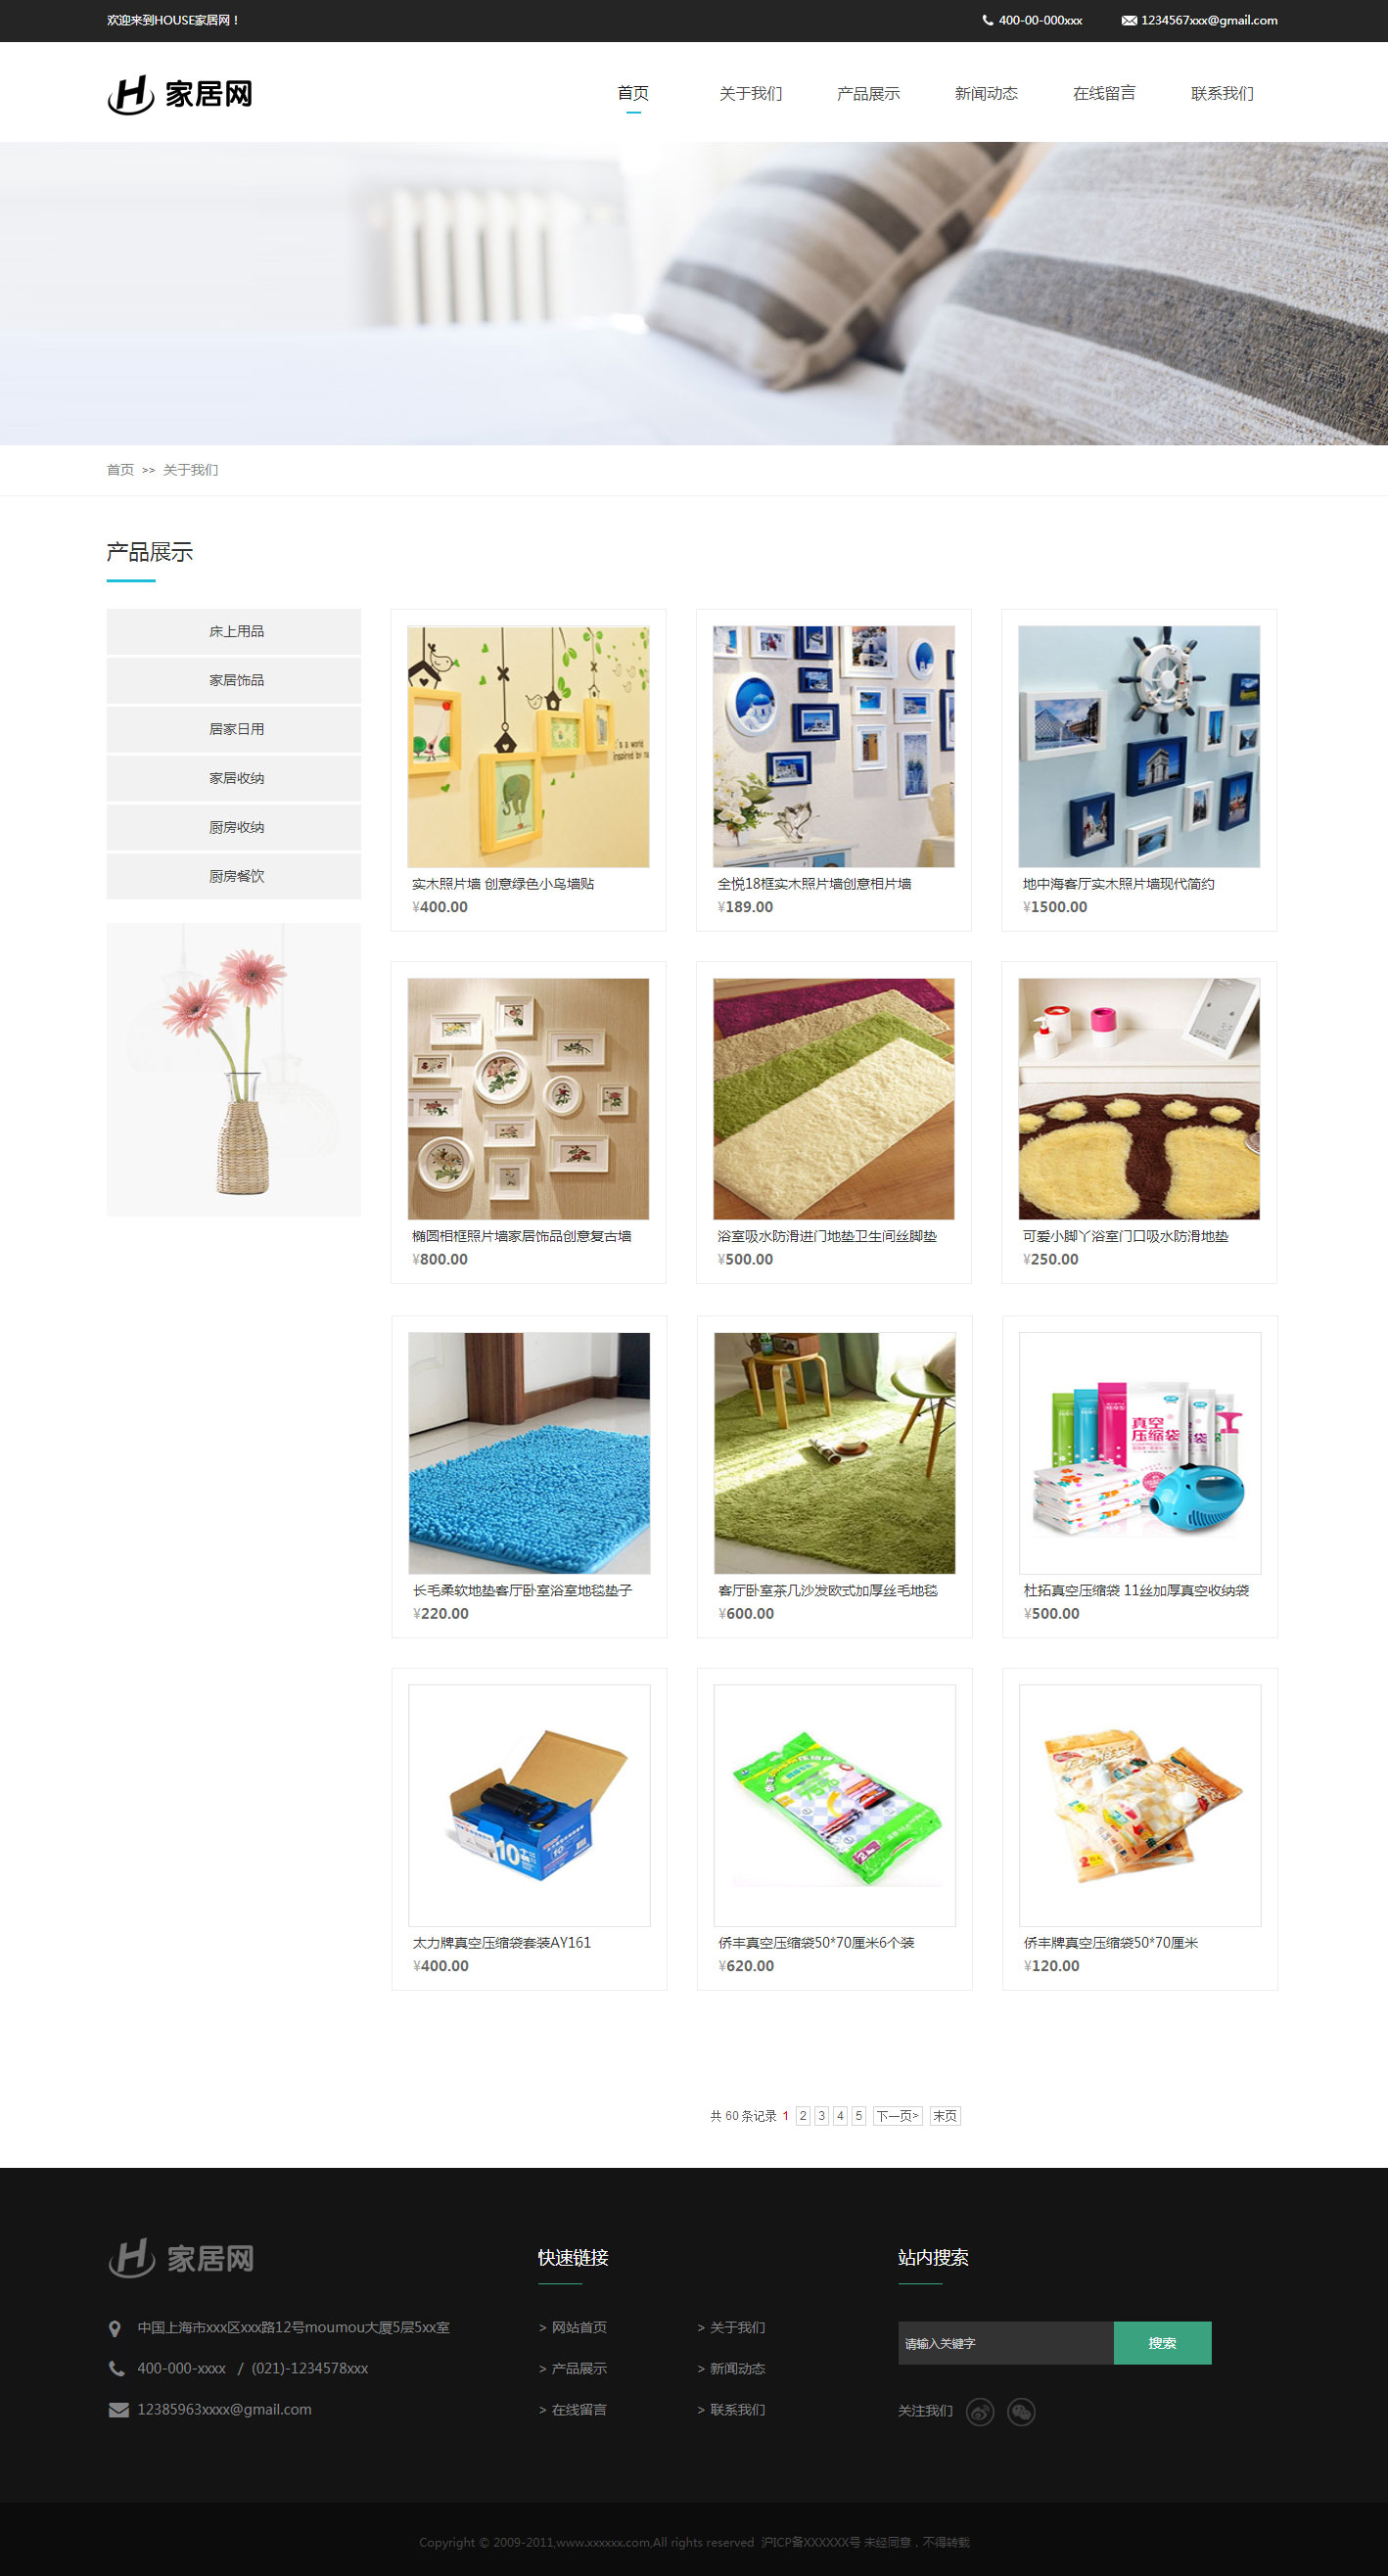 欢迎来到HOUSE家居网！
400-00-000xxx 1234567xxx@gmail.com
家居网
首页 关于我们 产品展示 新闻动态 在线留言 联系我们
首页 >> 关于我们
产品展示
床上用品
家居饰品
居家日用
家居收纳
厨房收纳
厨房餐饮
实木照片墙 创意绿色小鸟墙贴
¥400.00
全悦18框实木照片墙创意相片墙
¥189.00
地中海客厅实木照片墙现代简约
¥1500.00
椭圆相框照片墙家居饰品创意复古墙
¥800.00
浴室吸水防滑进门地垫卫生间丝脚垫
¥500.00
可爱小脚丫浴室门口吸水防滑地垫
¥250.00
真空
压缩袋
长毛柔软地垫客厅卧室浴室地毯垫子
¥220.00
客厅卧室茶几沙发欧式加厚丝毛地毯
¥600.00
杜拓真空压缩袋 11丝加厚真空收纳袋
¥500.00
10
太力牌真空压缩袋套装AY161
¥400.00
侨丰真空压缩袋50*70厘米6个装
¥620.00
侨丰牌真空压缩袋50*70厘米
¥120.00
共 60 条记录 1 2 3 4 5 下一页> 末页
家居网
中国上海市xxx区xxx路12号moumou大厦5层5xx室
400-000-xxxx / (021)-1234578xxx
12385963xxxx@gmail.com
快速链接
> 网站首页 > 关于我们
> 产品展示 > 新闻动态
> 在线留言 > 联系我们
站内搜索
请输入关键字 搜索
关注我们
Copyright © 2009-2011,www.xxxxxx.com,All rights reserved 沪ICP备XXXXXX号 未经同意，不得转载